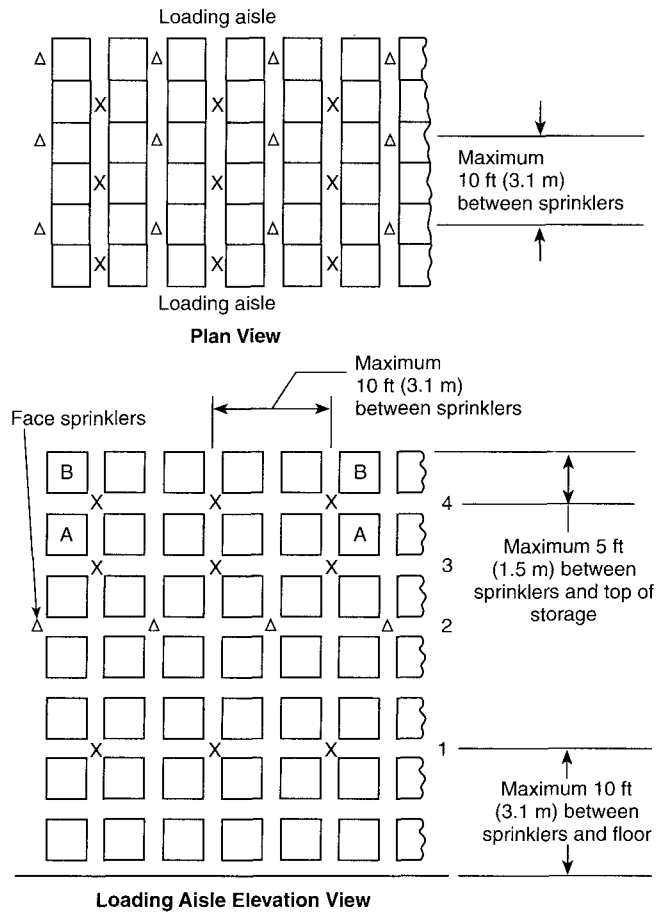 Loading aisle
Δ Δ Δ Δ
X X X
Δ Δ Δ Δ
X X X
Δ Δ Δ Δ
X X X
Loading aisle
Maximum
10 ft (3.1 m)
between sprinklers
Plan View
Maximum
10 ft (3.1 m)
between sprinklers
Face sprinklers
B B
X X X 4
A A
X X X 3
Δ Δ Δ Δ 2
X X X 1
Maximum 5 ft
(1.5 m) between
sprinklers and top of
storage
Maximum 10 ft
(3.1 m) between
sprinklers and floor
Loading Aisle Elevation View